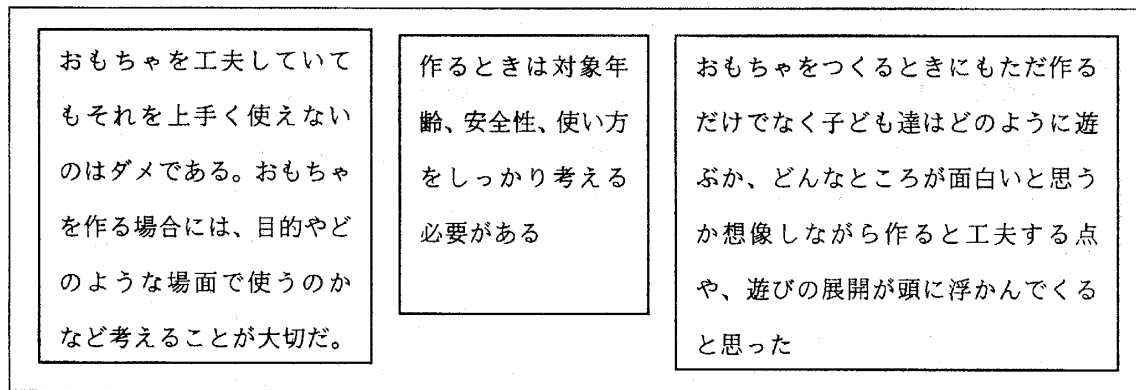 おもちゃを工夫していて
もそれを上手く使えない
のはダメである。おもちゃ
を作る場合には、目的やど
のような場面で使うのか
など考えることが大切だ。
作るときは対象年
齢、安全性、使い方
をしっかり考える
必要がある
おもちゃをつくるときにもただ作る
だけでなく子ども達はどのように遊
ぶか、どんなところが面白いと思う
か想像しながら作ると工夫する点
や、遊びの展開が頭に浮かんでくる
と思った